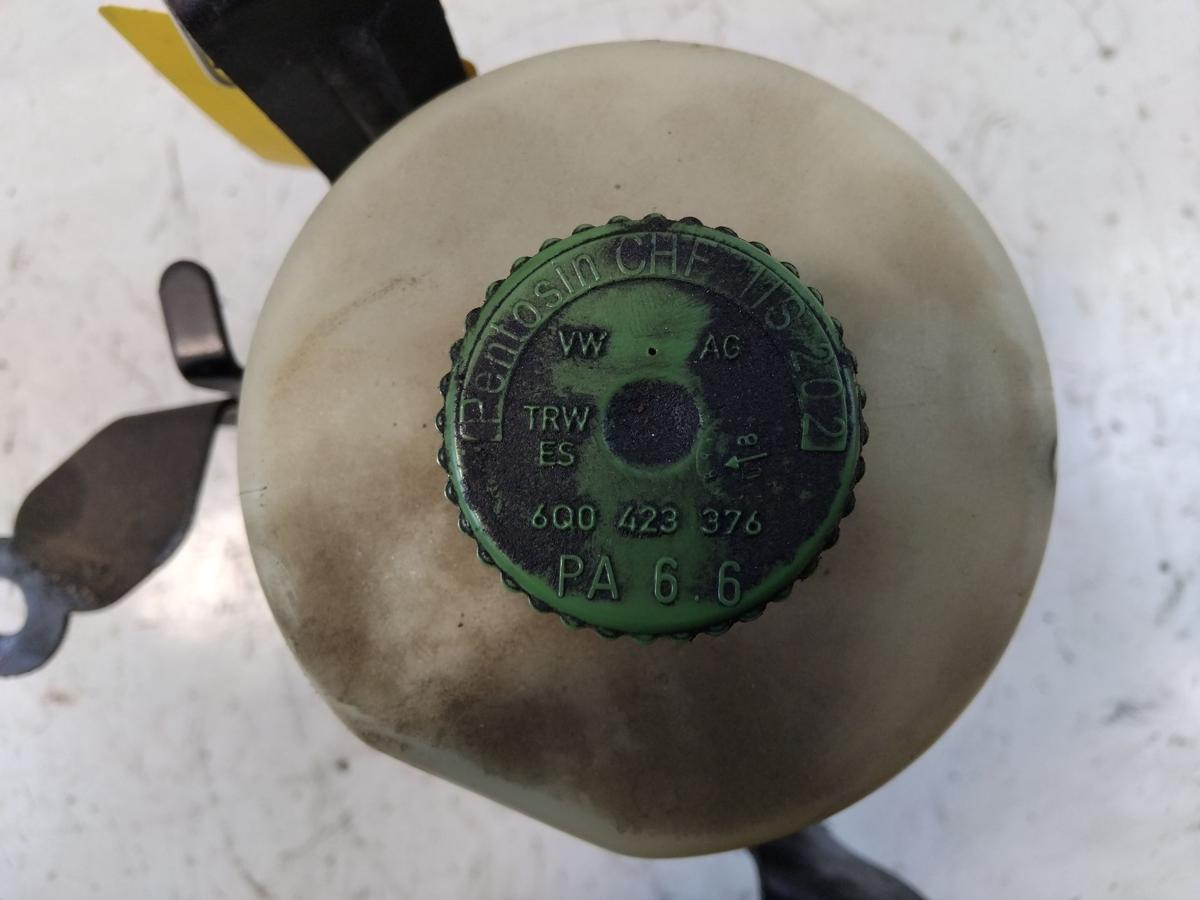 Pentosin CHF 11S 202
VW AG
TRW
ES
6Q0 423 376
PA 6.6